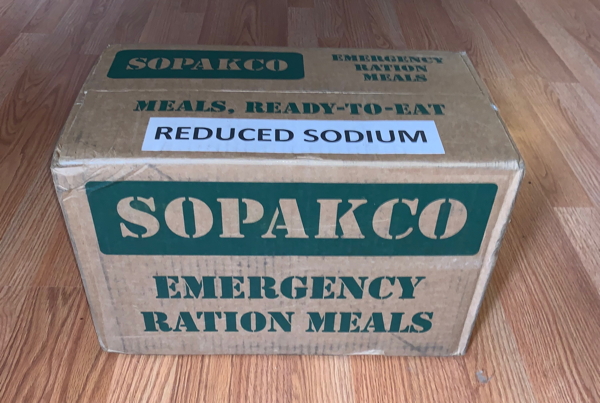 SOPAKCO
EMERGENCY
RATION
MEALS
MEALS, READY-TO-EAT
REDUCED SODIUM
SOPAKCO
EMERGENCY
RATION MEALS